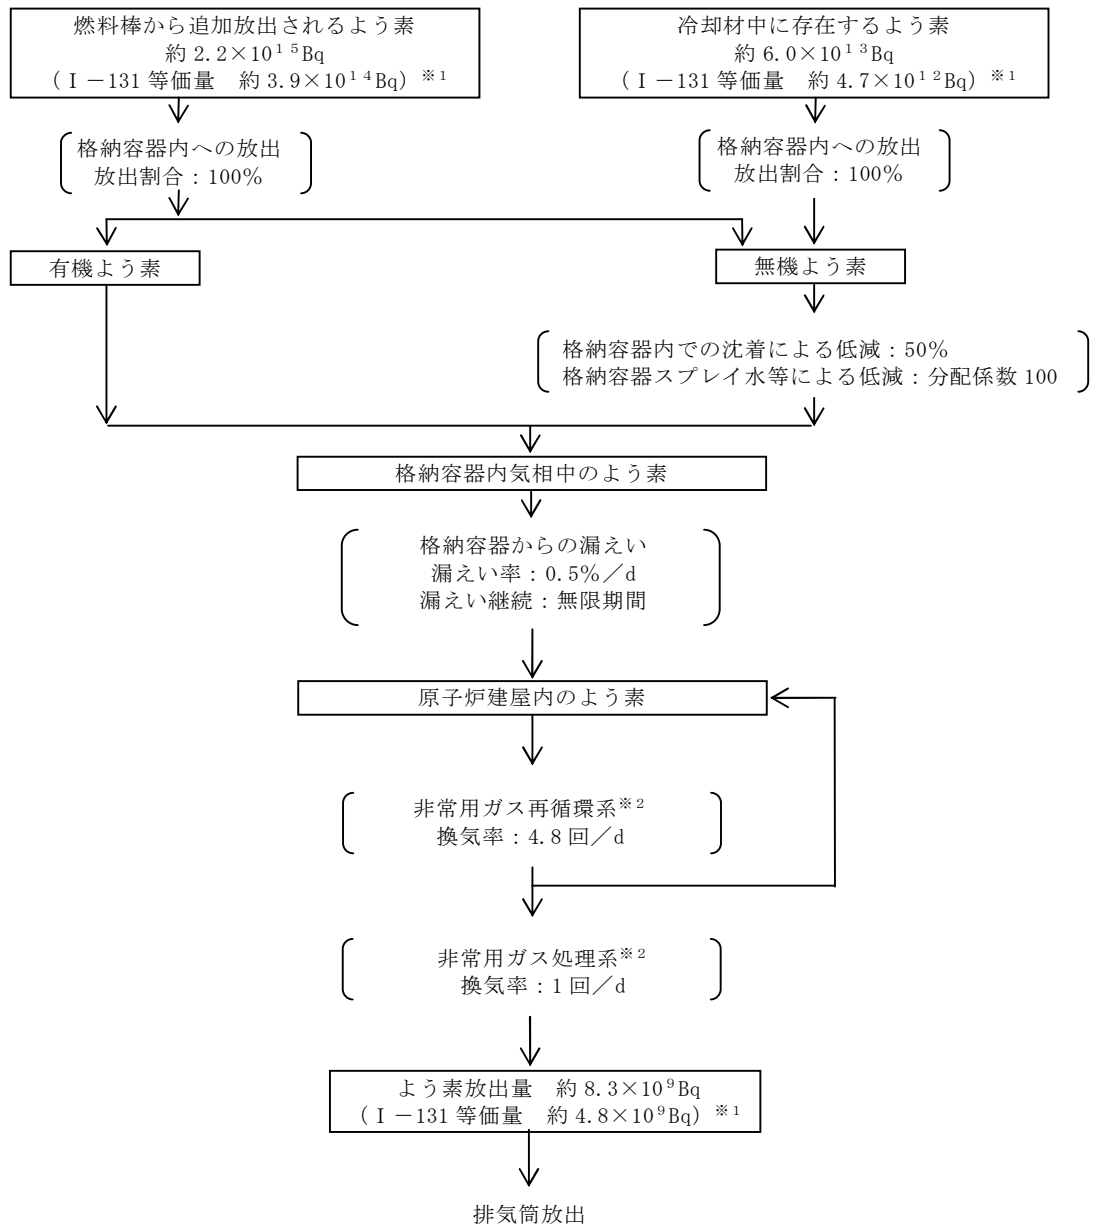 燃料棒から追加放出されるよう素
約 2.2×10¹⁵Bq
（Ⅰ－131 等価量　約 3.9×10¹⁴Bq）※1
冷却材中に存在するよう素
約 6.0×10¹³Bq
（Ⅰ－131 等価量　約 4.7×10¹²Bq）※1
格納容器内への放出
放出割合：100%
格納容器内への放出
放出割合：100%
有機よう素
無機よう素
格納容器内での沈着による低減：50%
格納容器スプレイ水等による低減：分配係数 100
格納容器内気相中のよう素
格納容器からの漏えい
漏えい率：0.5%／d
漏えい継続：無限期間
原子炉建屋内のよう素
非常用ガス再循環系※2
換気率：4.8 回／d
非常用ガス処理系※2
換気率：1 回／d
よう素放出量　約 8.3×10⁹Bq
（Ⅰ－131 等価量　約 4.8×10⁹Bq）※1
排気筒放出